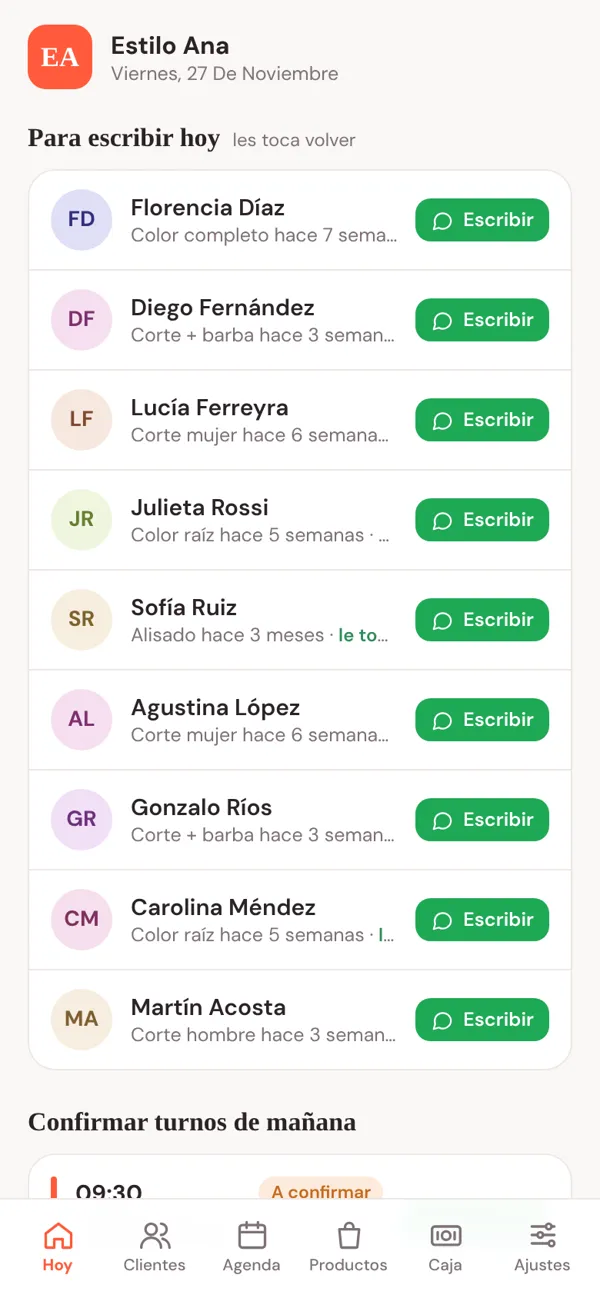 EA
Estilo Ana
Viernes, 27 De Noviembre
Para escribir hoy les toca volver
FD
Florencia Díaz
Color completo hace 7 sema...
Escribir
DF
Diego Fernández
Corte + barba hace 3 seman...
Escribir
LF
Lucía Ferreyra
Corte mujer hace 6 semana...
Escribir
JR
Julieta Rossi
Color raíz hace 5 semanas · ...
Escribir
SR
Sofía Ruiz
Alisado hace 3 meses · le to...
Escribir
AL
Agustina López
Corte mujer hace 6 semana...
Escribir
GR
Gonzalo Ríos
Corte + barba hace 3 seman...
Escribir
CM
Carolina Méndez
Color raíz hace 5 semanas · l...
Escribir
MA
Martín Acosta
Corte hombre hace 3 seman...
Escribir
Confirmar turnos de mañana
09:30 A confirmar
Hoy Clientes Agenda Productos Caja Ajustes